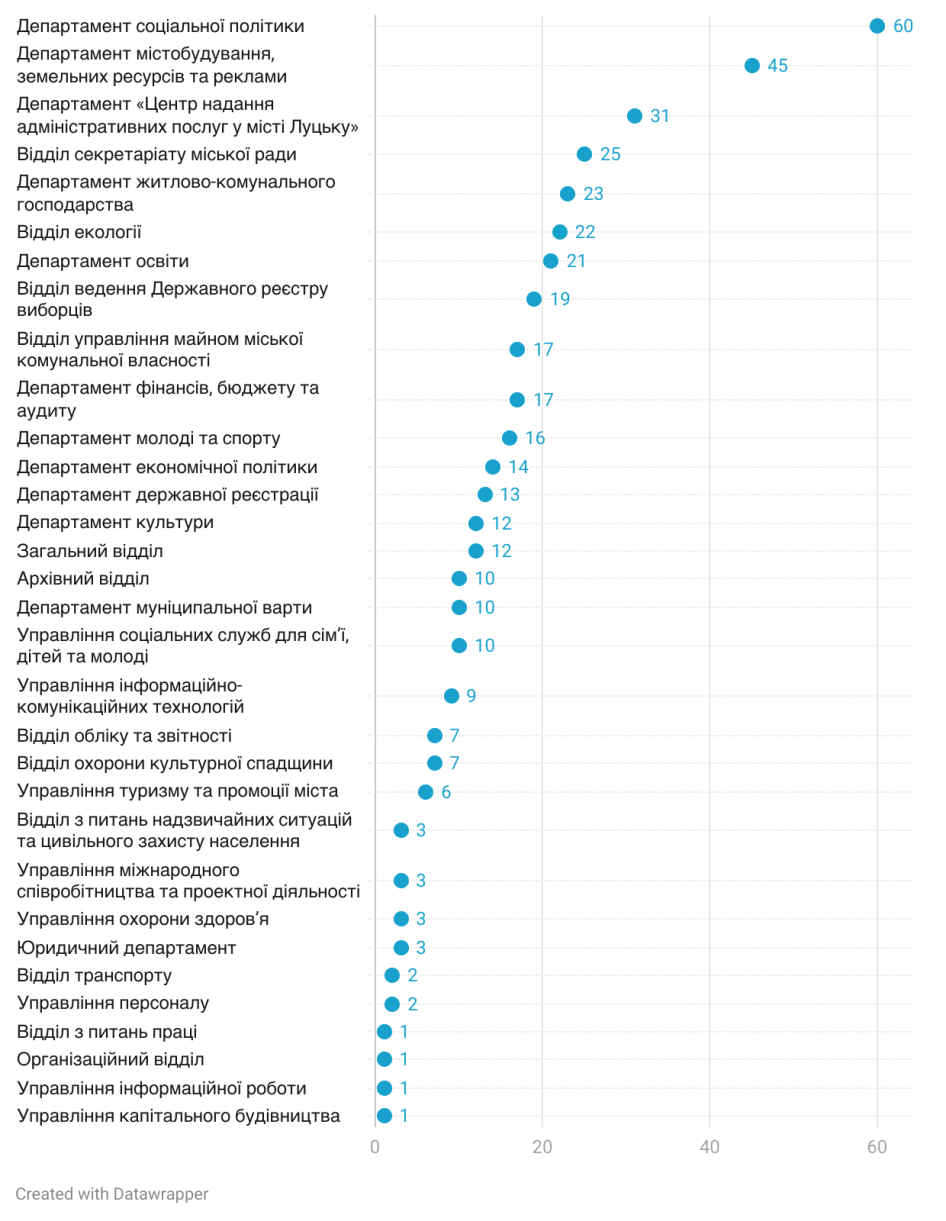 Департамент соціальної політики
60
Департамент містобудування,
земельних ресурсів та реклами
45
Департамент «Центр надання
адміністративних послуг у місті Луцьку»
31
Відділ секретаріату міської ради
25
Департамент житлово-комунального
господарства
23
Відділ екології
22
Департамент освіти
21
Відділ ведення Державного реєстру
виборців
19
Відділ управління майном міської
комунальної власності
17
Департамент фінансів, бюджету та
аудиту
17
Департамент молоді та спорту
16
Департамент економічної політики
14
Департамент державної реєстрації
13
Департамент культури
12
Загальний відділ
12
Архівний відділ
10
Департамент муніципальної варти
10
Управління соціальних служб для сім’ї,
дітей та молоді
10
Управління інформаційно-
комунікаційних технологій
9
Відділ обліку та звітності
7
Відділ охорони культурної спадщини
7
Управління туризму та промоції міста
6
Відділ з питань надзвичайних ситуацій
та цивільного захисту населення
3
Управління міжнародного
співробітництва та проектної діяльності
3
Управління охорони здоров’я
3
Юридичний департамент
3
Відділ транспорту
2
Управління персоналу
2
Відділ з питань праці
1
Організаційний відділ
1
Управління інформаційної роботи
1
Управління капітального будівництва
1
0 20 40 60
Created with Datawrapper